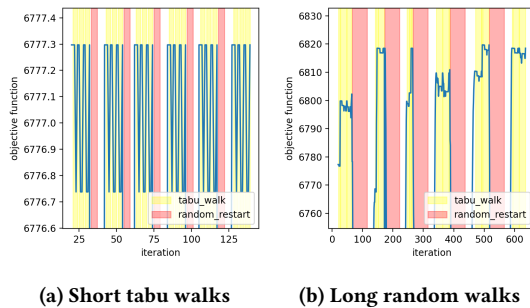 6777.4
6777.3
6777.2
6777.1
6777.0
6776.9
6776.8
6776.7
6776.6
objective function
25
50
75
100
125
iteration
tabu_walk
random_restart
6830
6820
6810
6800
6790
6780
6770
6760
objective function
100
200
300
400
500
600
iteration
tabu_walk
random_restart
(a) Short tabu walks
(b) Long random walks